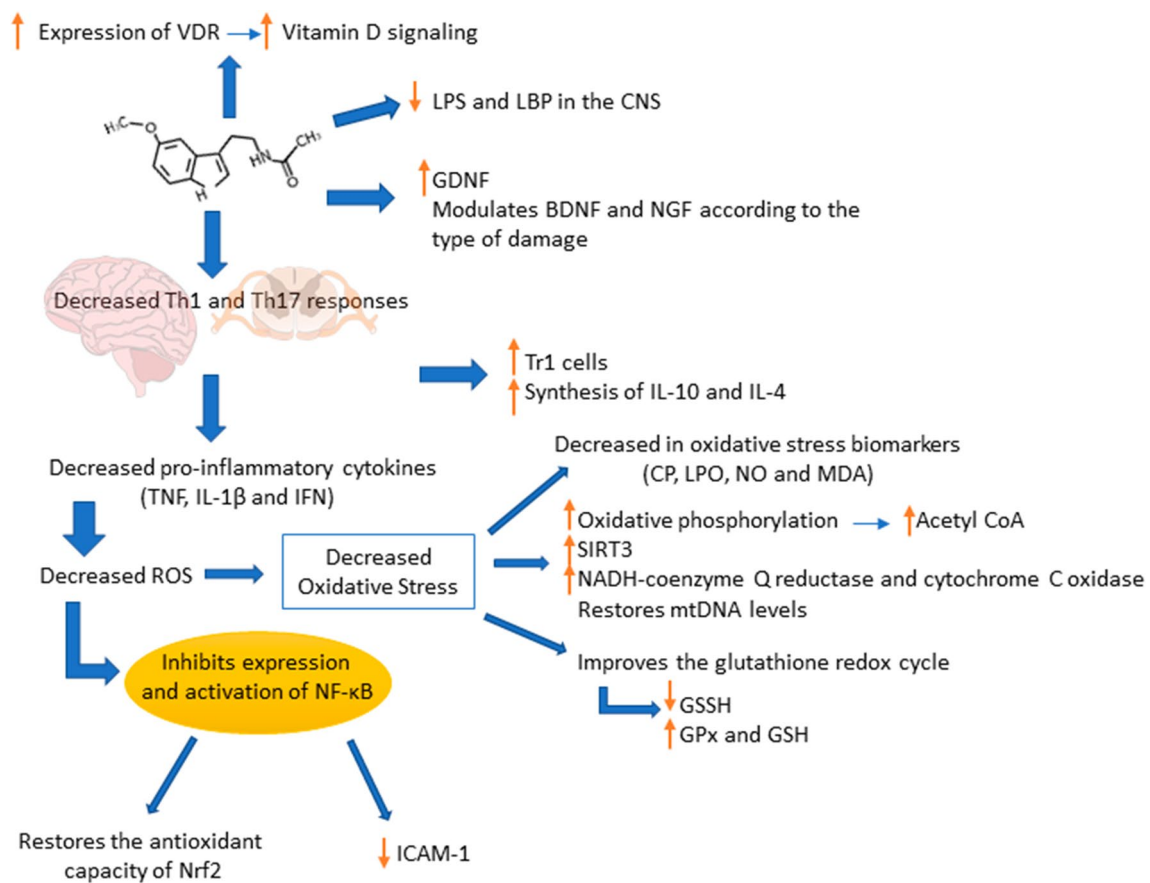 Expression of VDR
Vitamin D signaling
LPS and LBP in the CNS
H₃C
O
HN
CH₃
O
H
GDNF
Modulates BDNF and NGF according to the
type of damage
Decreased Th1 and Th17 responses
Tr1 cells
Synthesis of IL-10 and IL-4
Decreased pro-inflammatory cytokines
(TNF, IL-1β and IFN)
Decreased in oxidative stress biomarkers
(CP, LPO, NO and MDA)
Oxidative phosphorylation
Acetyl CoA
SIRT3
NADH-coenzyme Q reductase and cytochrome C oxidase
Restores mtDNA levels
Decreased ROS
Decreased
Oxidative Stress
Improves the glutathione redox cycle
GSSH
GPx and GSH
Inhibits expression
and activation of NF-κB
Restores the antioxidant
capacity of Nrf2
ICAM-1